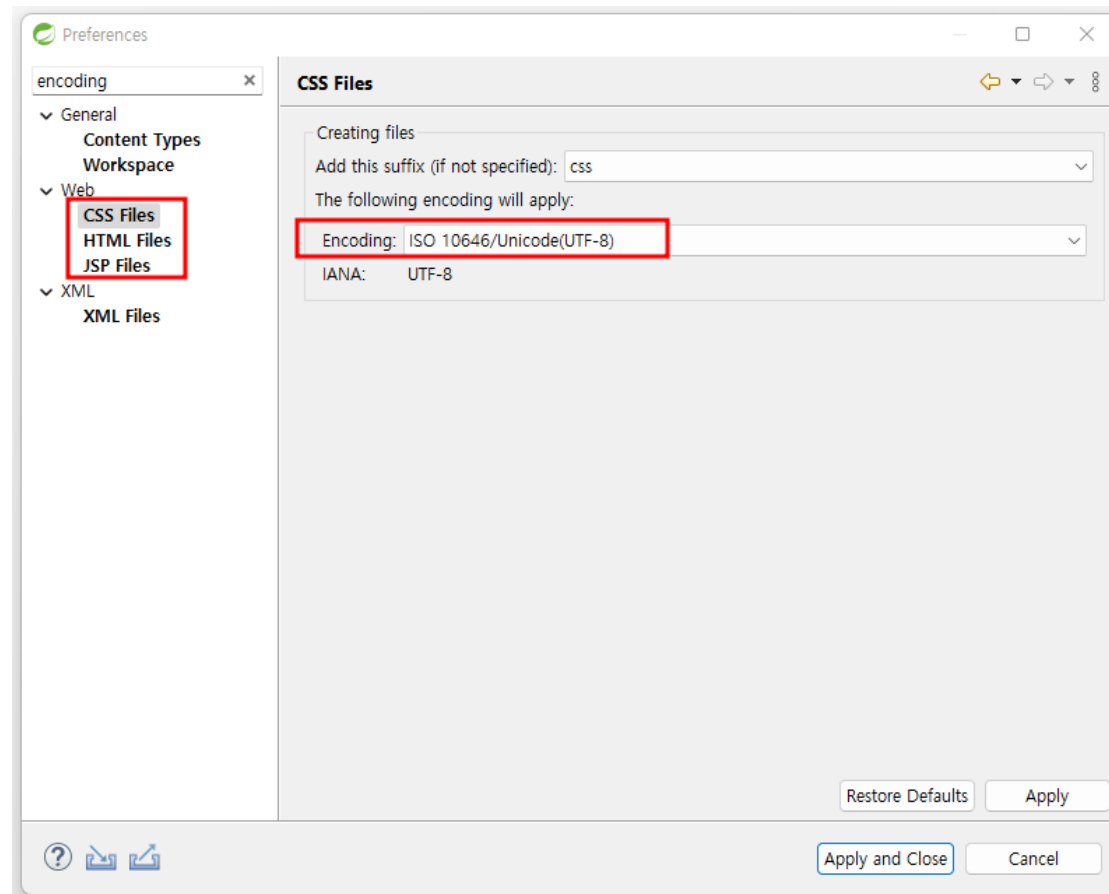 Preferences
encoding
General
Content Types
Workspace
Web
CSS Files
HTML Files
JSP Files
XML
XML Files
CSS Files
Creating files
Add this suffix (if not specified): css
The following encoding will apply:
Encoding: ISO 10646/Unicode(UTF-8)
IANA: UTF-8
Restore Defaults Apply
Apply and Close Cancel